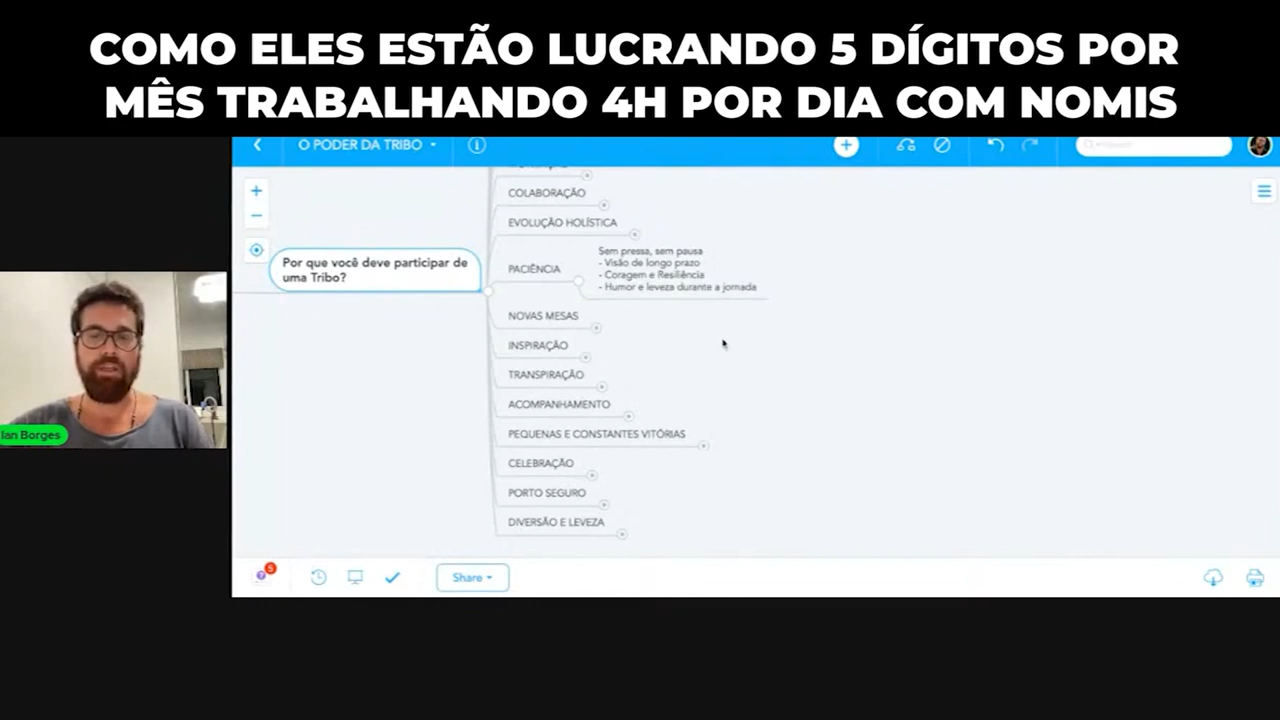 COMO ELES ESTÃO LUCRANDO 5 DÍGITOS POR
MÊS TRABALHANDO 4H POR DIA COM NOMIS
O PODER DA TRIBO
COLABORAÇÃO
EVOLUÇÃO HOLÍSTICA
Por que você deve participar de
uma Tribo?
PACIÊNCIA
Sem pressa, sem pausa
- Visão de longo prazo
- Coragem e Resiliência
- Humor e leveza durante a jornada
NOVAS MESAS
INSPIRAÇÃO
TRANSPIRAÇÃO
ACOMPANHAMENTO
PEQUENAS E CONSTANTES VITÓRIAS
CELEBRAÇÃO
PORTO SEGURO
DIVERSÃO E LEVEZA
Ian Borges
5
Share